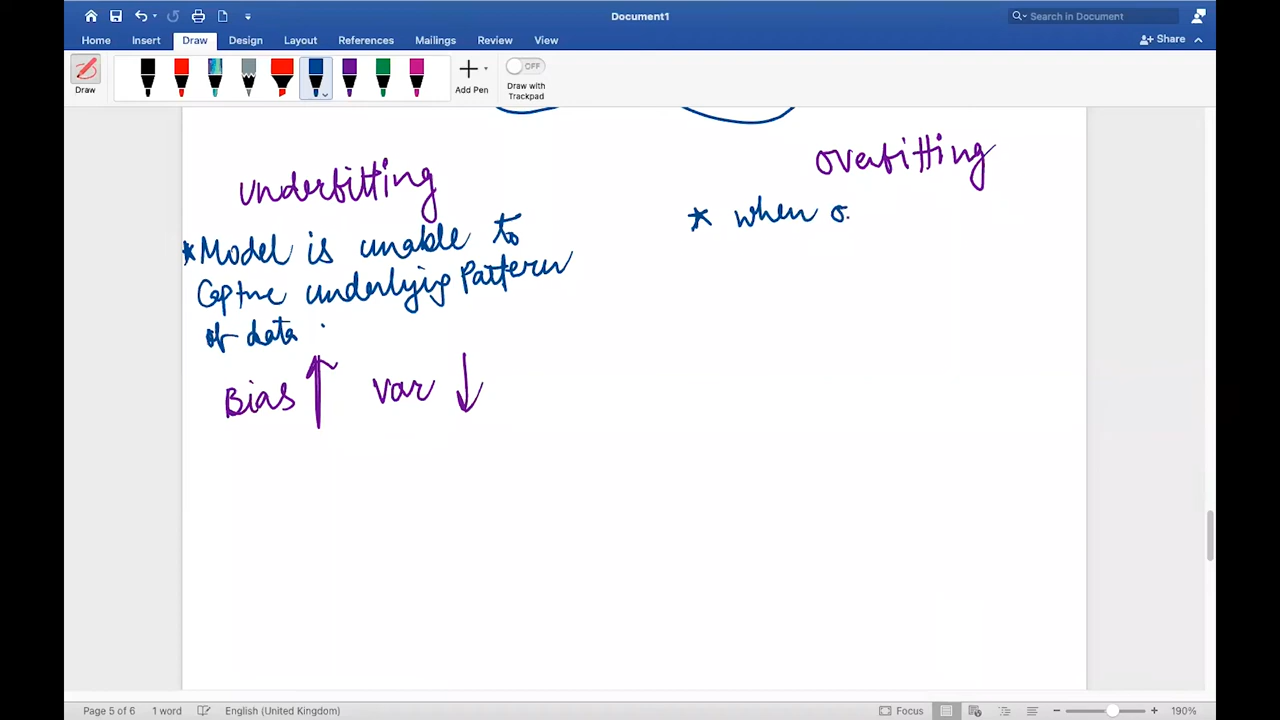 Document1
Search in Document
Home Insert Draw Design Layout References Mailings Review View
Share
Draw
Add Pen
OFF
Draw with
Trackpad
Underfitting
*Model is unable to
Capture underlying Pattern
of data
Bias ↑ Var ↓
overfitting
* when o
Page 5 of 6 1 word English (United Kingdom) Focus 190%